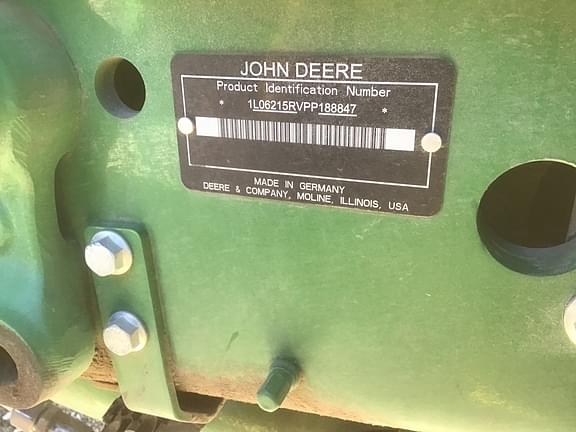 JOHN DEERE
Product Identification Number
* 1L06215RVPP188847 *
MADE IN GERMANY
DEERE & COMPANY, MOLINE, ILLINOIS, USA